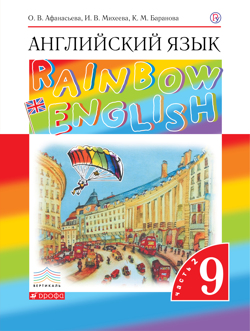 О. В. Афанасьева, И. В. Михеева, К. М. Баранова
АНГЛИЙСКИЙ ЯЗЫК
RAINBOW
ENGLISH
часть 2
9
ВЕРТИКАЛЬ
дрофа